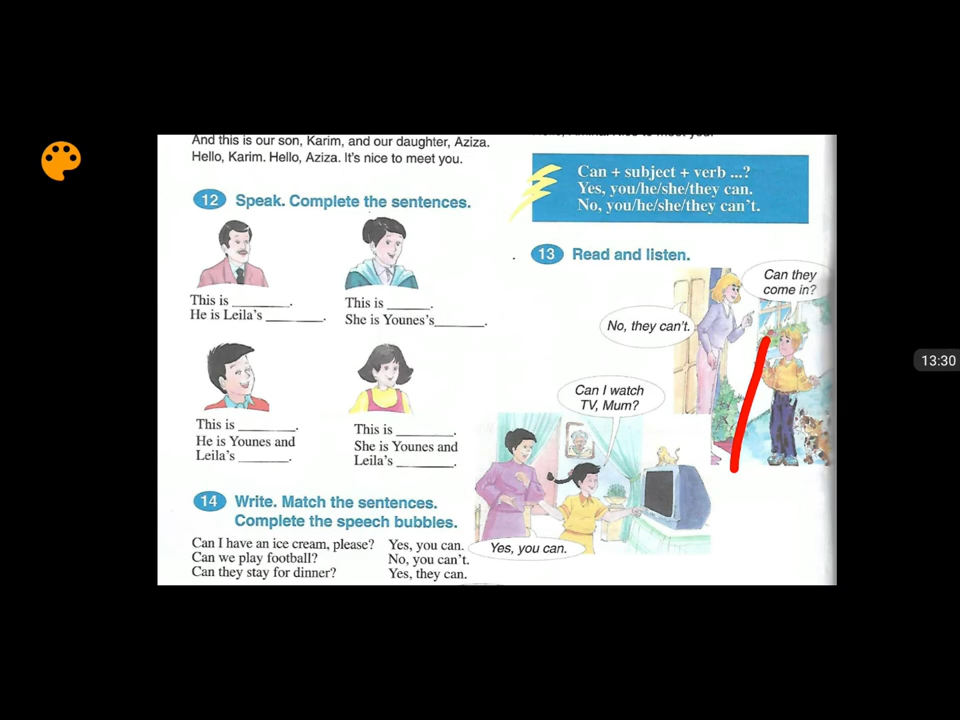 And this is our son, Karim, and our daughter, Aziza.
Hello, Karim. Hello, Aziza. It's nice to meet you.
12 Speak. Complete the sentences.
This is _______.
He is Leila's _______.
This is _____.
She is Younes's______.
This is _______.
He is Younes and
Leila's ______.
This is _______.
She is Younes and
Leila's _______.
14 Write. Match the sentences.
Complete the speech bubbles.
Can I have an ice cream, please? Yes, you can.
Can we play football? No, you can't.
Can they stay for dinner? Yes, they can.
Can + subject + verb ...?
Yes, you/he/she/they can.
No, you/he/she/they can't.
13 Read and listen.
Can they
come in?
No, they can't.
Can I watch
TV, Mum?
Yes, you can.
13:30